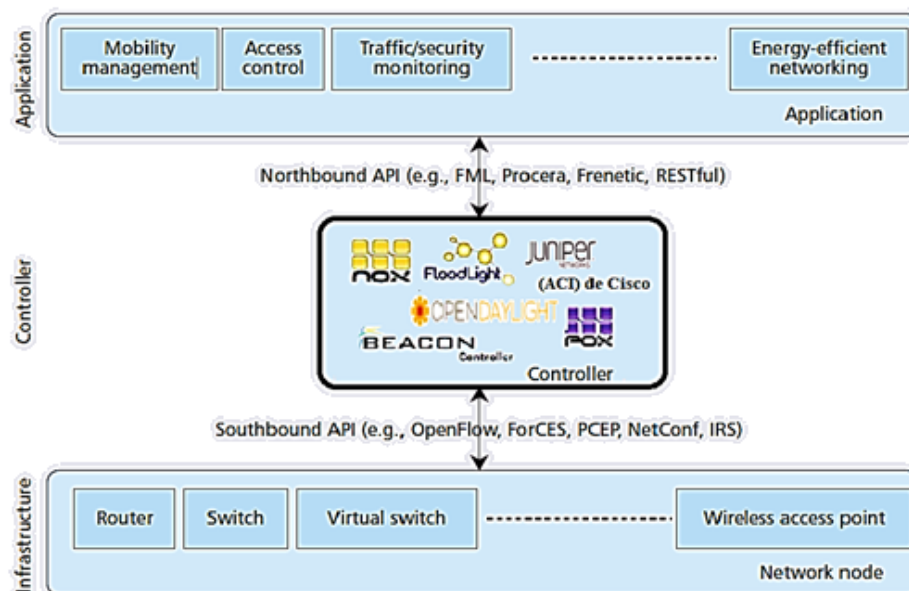 Application
Mobility
management
Access
control
Traffic/security
monitoring
Energy-efficient
networking
Application
Northbound API (e.g., FML, Procera, Frenetic, RESTful)
Controller
nox
FloodLight
JUNIPER
NETWORKS
(ACI) de Cisco
OPENDAYLIGHT
BEACON
Controller
POX
Controller
Southbound API (e.g., OpenFlow, ForCES, PCEP, NetConf, IRS)
Infrastructure
Router
Switch
Virtual switch
Wireless access point
Network node